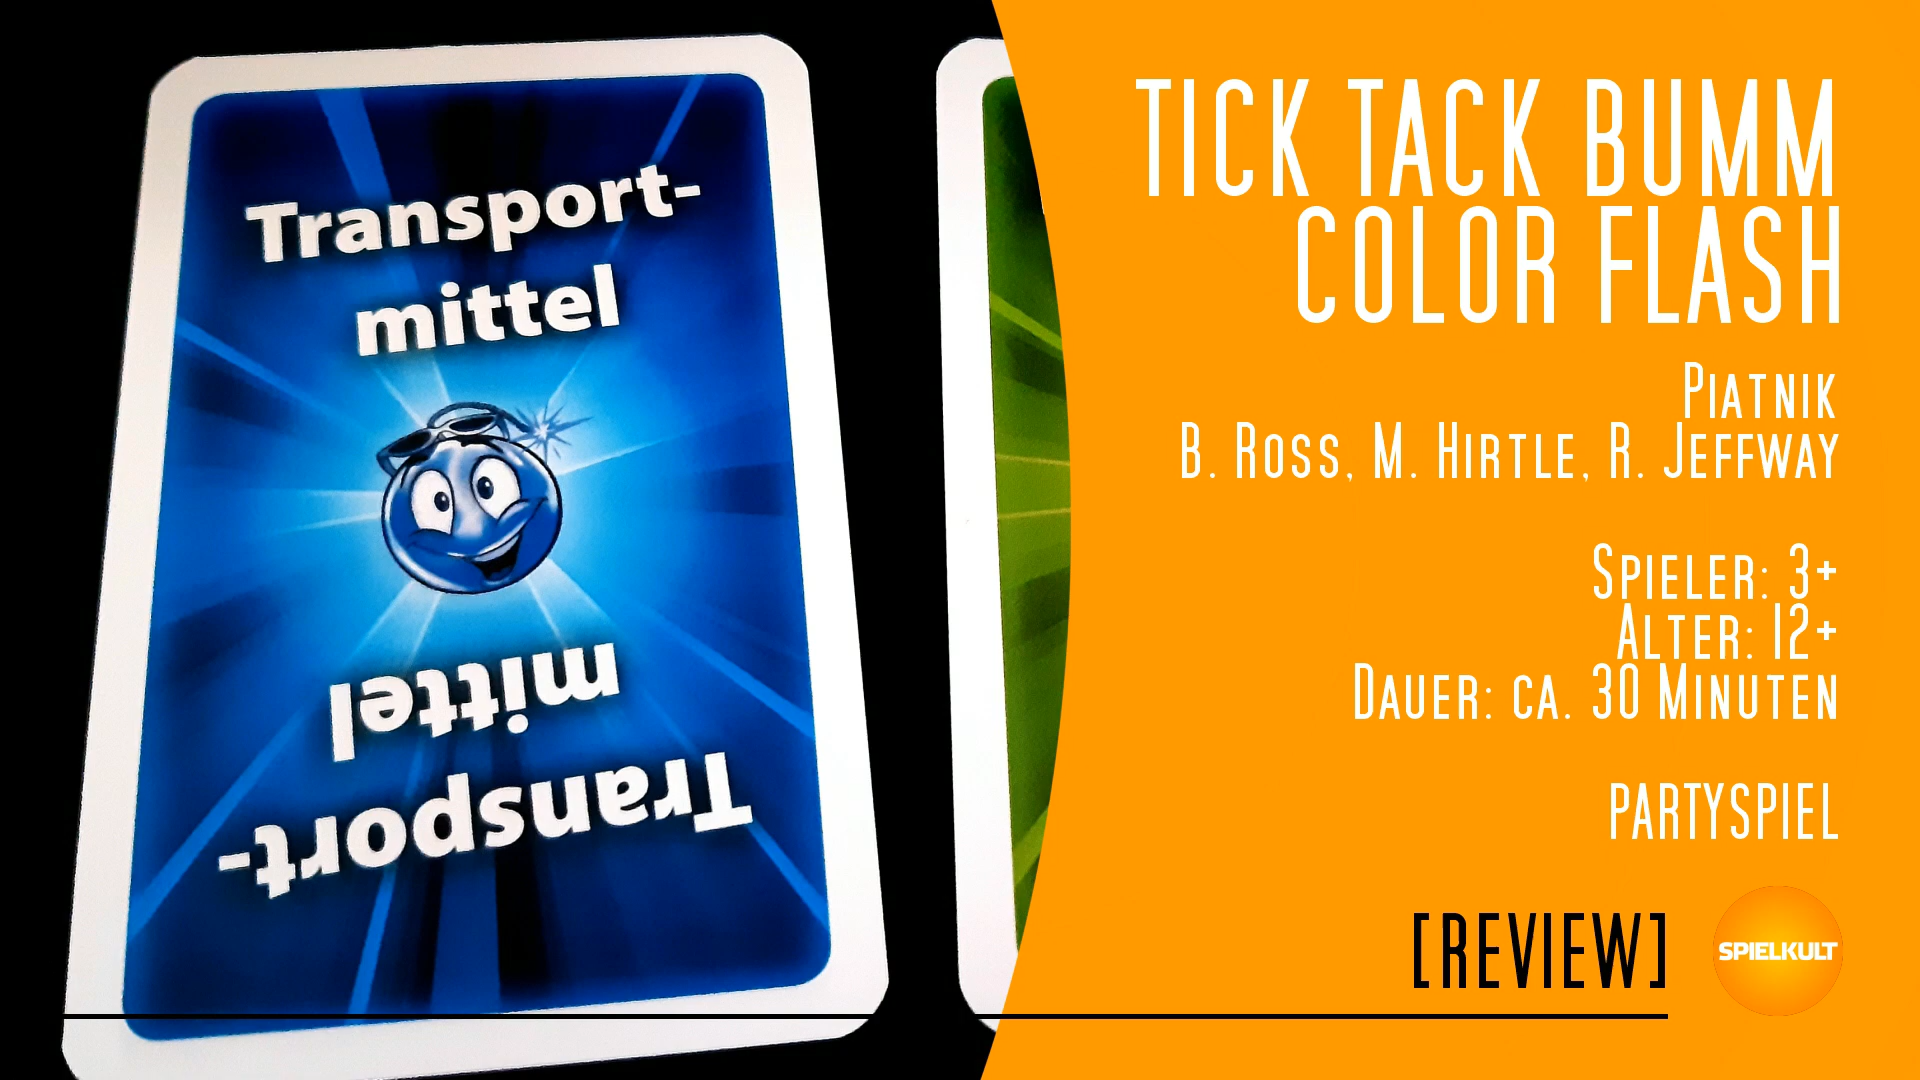 Transport-
mittel
mittel
Transport-
TICK TACK BUMM
COLOR FLASH
PIATNIK
B. ROSS, M. HIRTLE, R. JEFFWAY
SPIELER: 3+
ALTER: 12+
DAUER: CA. 30 MINUTEN
PARTYSPIEL
[REVIEW]
SPIELKULT